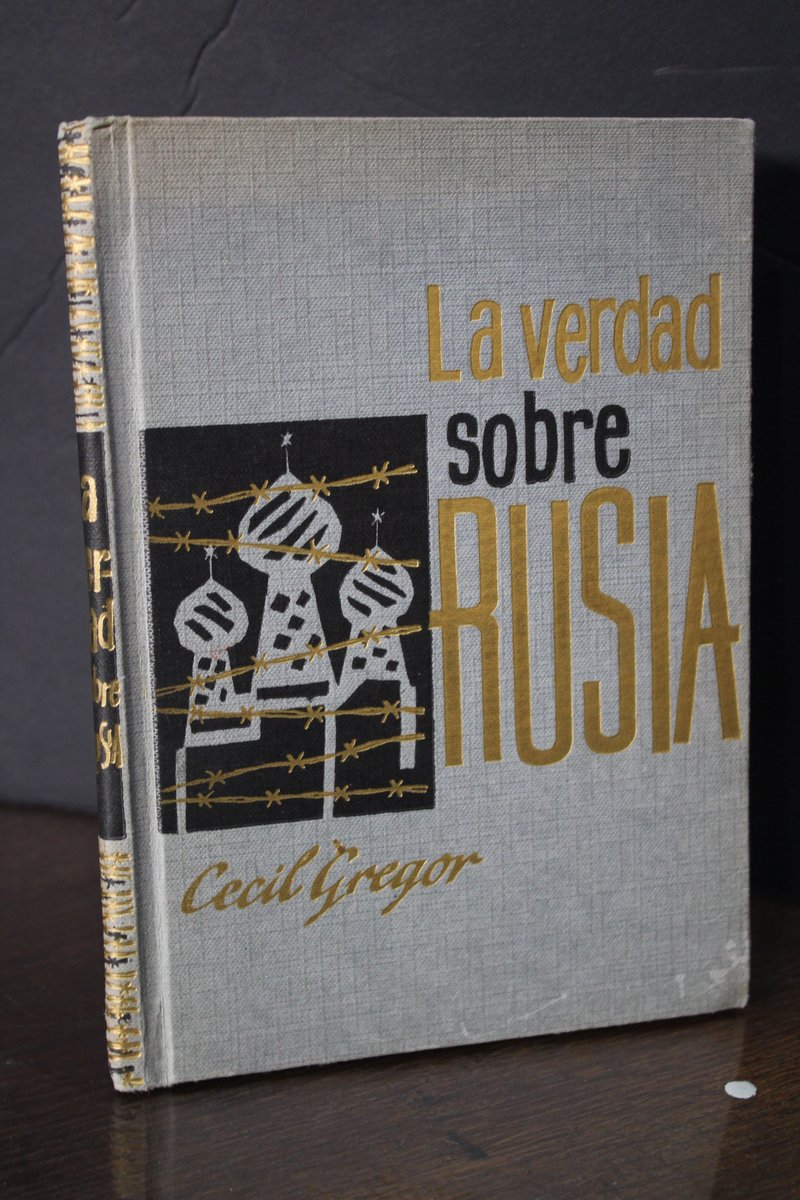 La verdad
sobre
RUSIA
Cecil Gregor